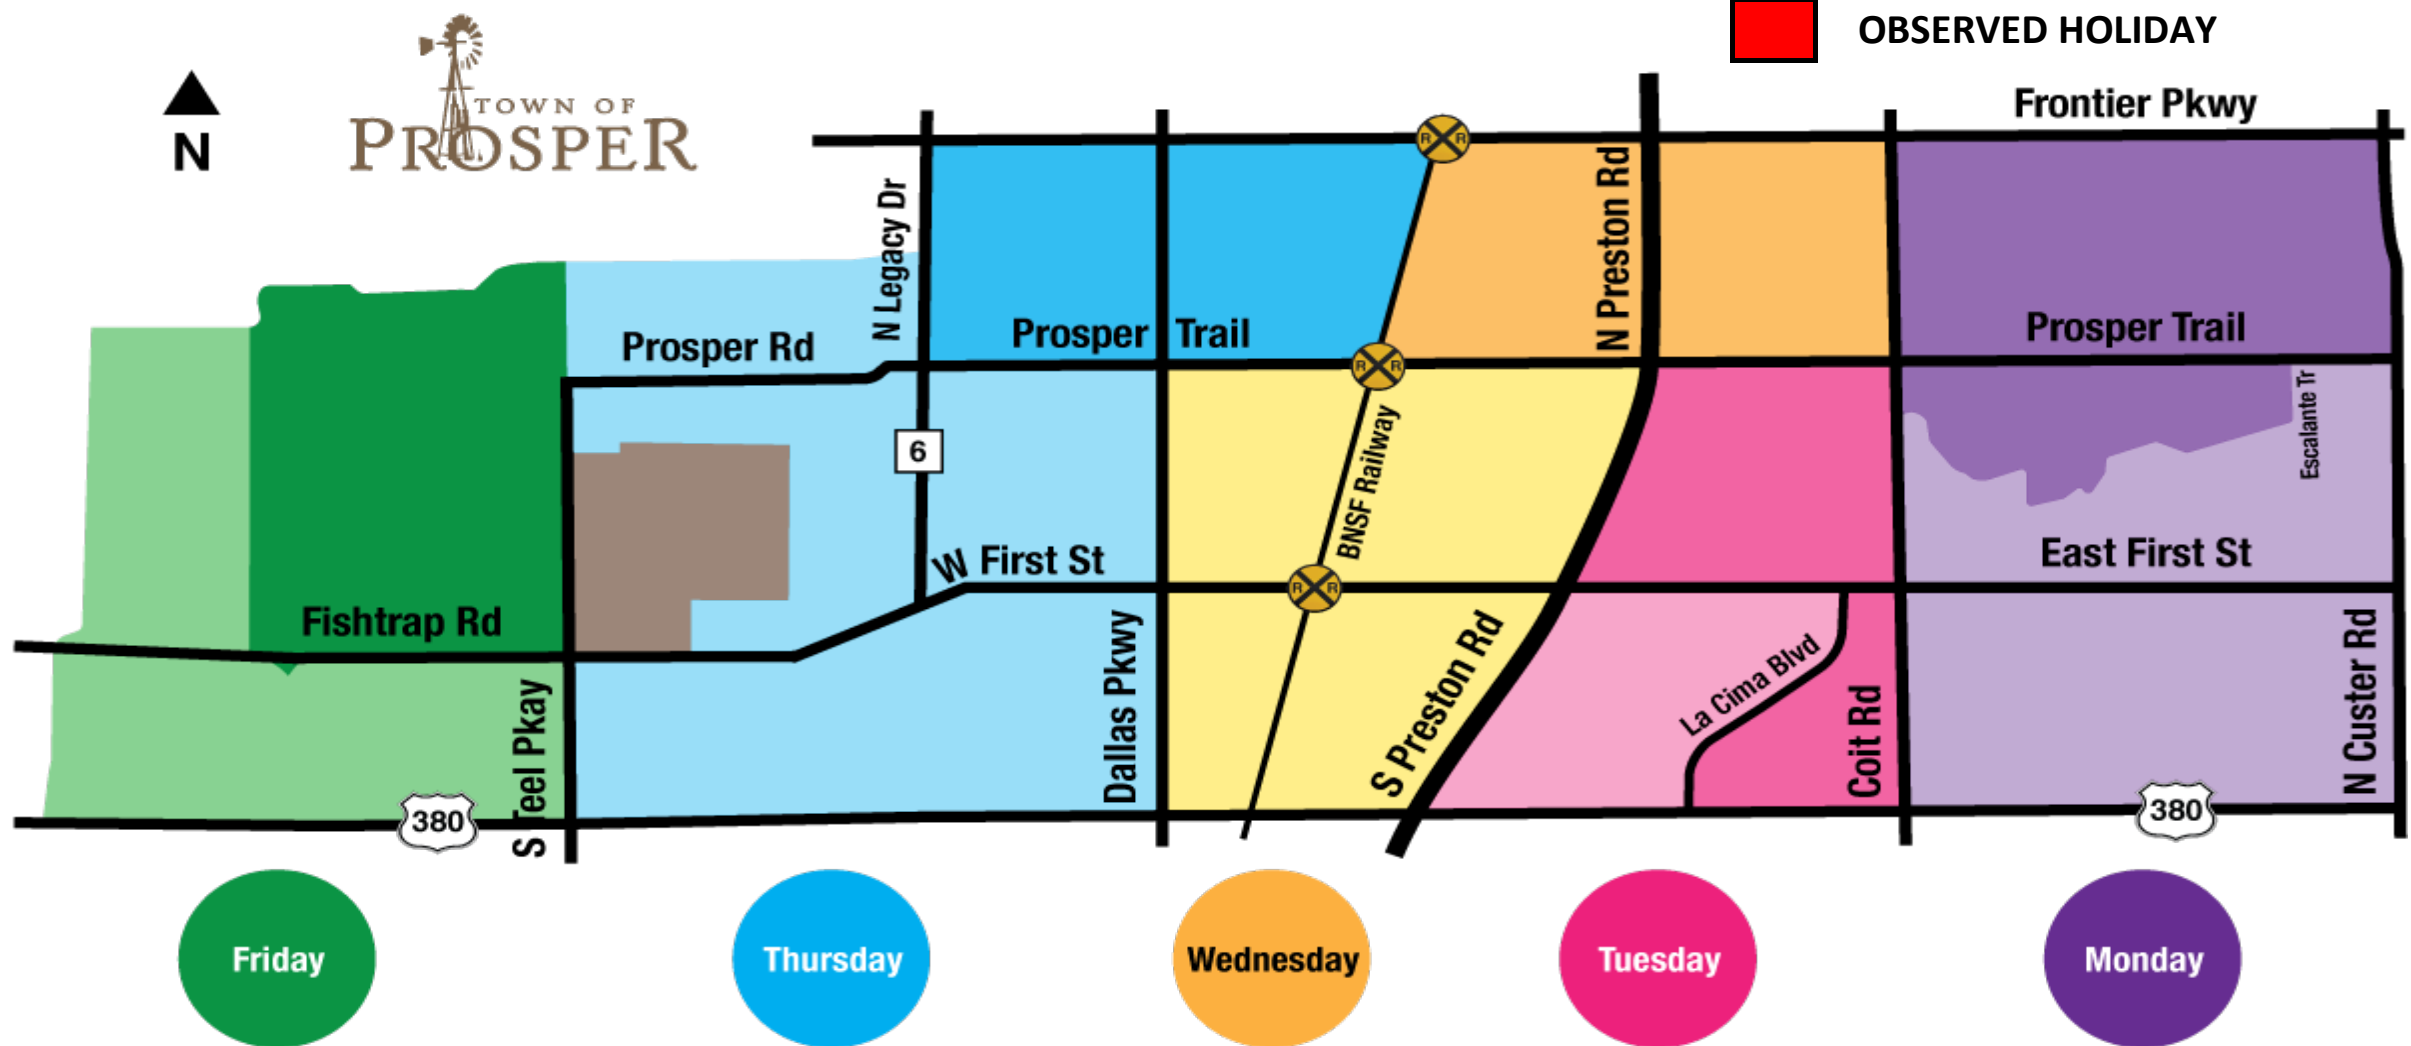 OBSERVED HOLIDAY
N
TOWN OF
PROSPER
Frontier Pkwy
N Legacy Dr
N Preston Rd
R R
Prosper Rd
Prosper Trail
Prosper Trail
R R
Escalante Tr
6
BNSF Railway
W First St
East First St
R R
Fishtrap Rd
S Teel Pkay
Dallas Pkwy
S Preston Rd
La Cima Blvd
Coit Rd
N Custer Rd
380
380
Friday
Thursday
Wednesday
Tuesday
Monday